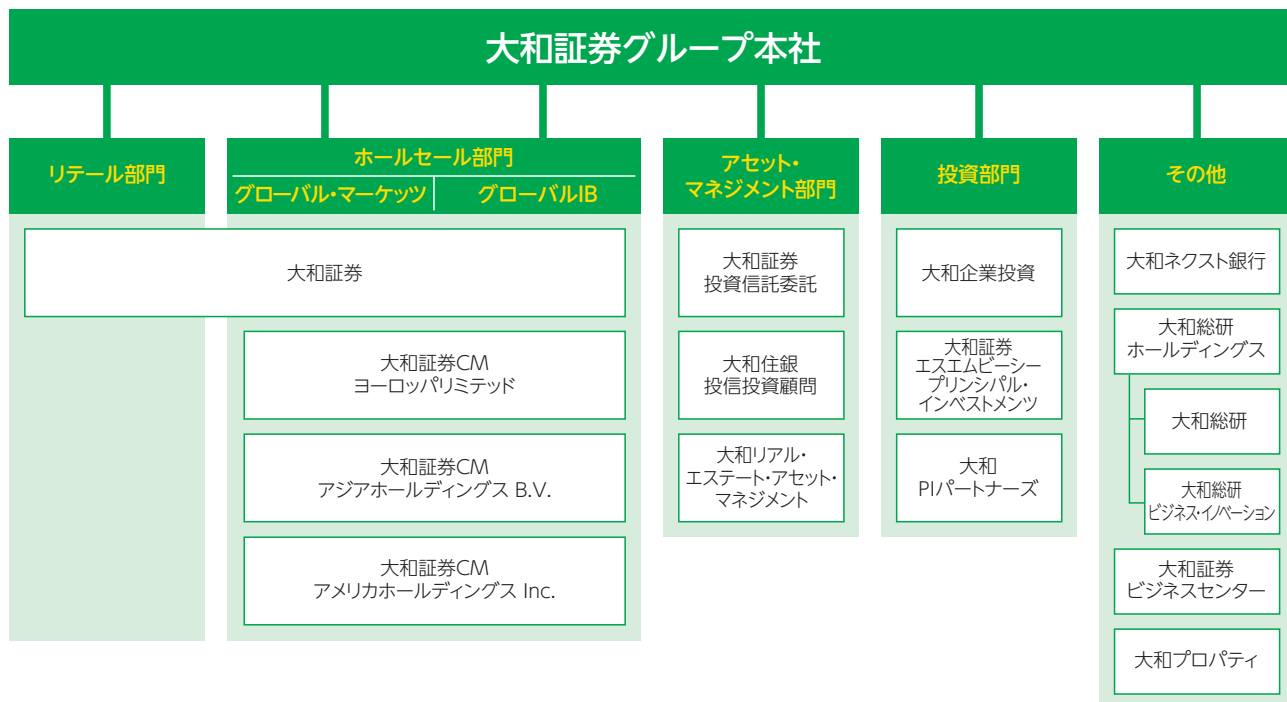 大和証券グループ本社
リテール部門
ホールセール部門
グローバル・マーケッツ
グローバルIB
アセット・
マネジメント部門
投資部門
その他
大和証券
大和証券CM
ヨーロッパリミテッド
大和証券CM
アジアホールディングス B.V.
大和証券CM
アメリカホールディングス Inc.
大和証券
投資信託委託
大和住銀
投信投資顧問
大和リアル・
エステート・アセット・
マネジメント
大和企業投資
大和証券
エスエムビーシー
プリンシパル・
インベストメンツ
大和
PIパートナーズ
大和ネクスト銀行
大和総研
ホールディングス
大和総研
大和総研
ビジネス・イノベーション
大和証券
ビジネスセンター
大和プロパティ